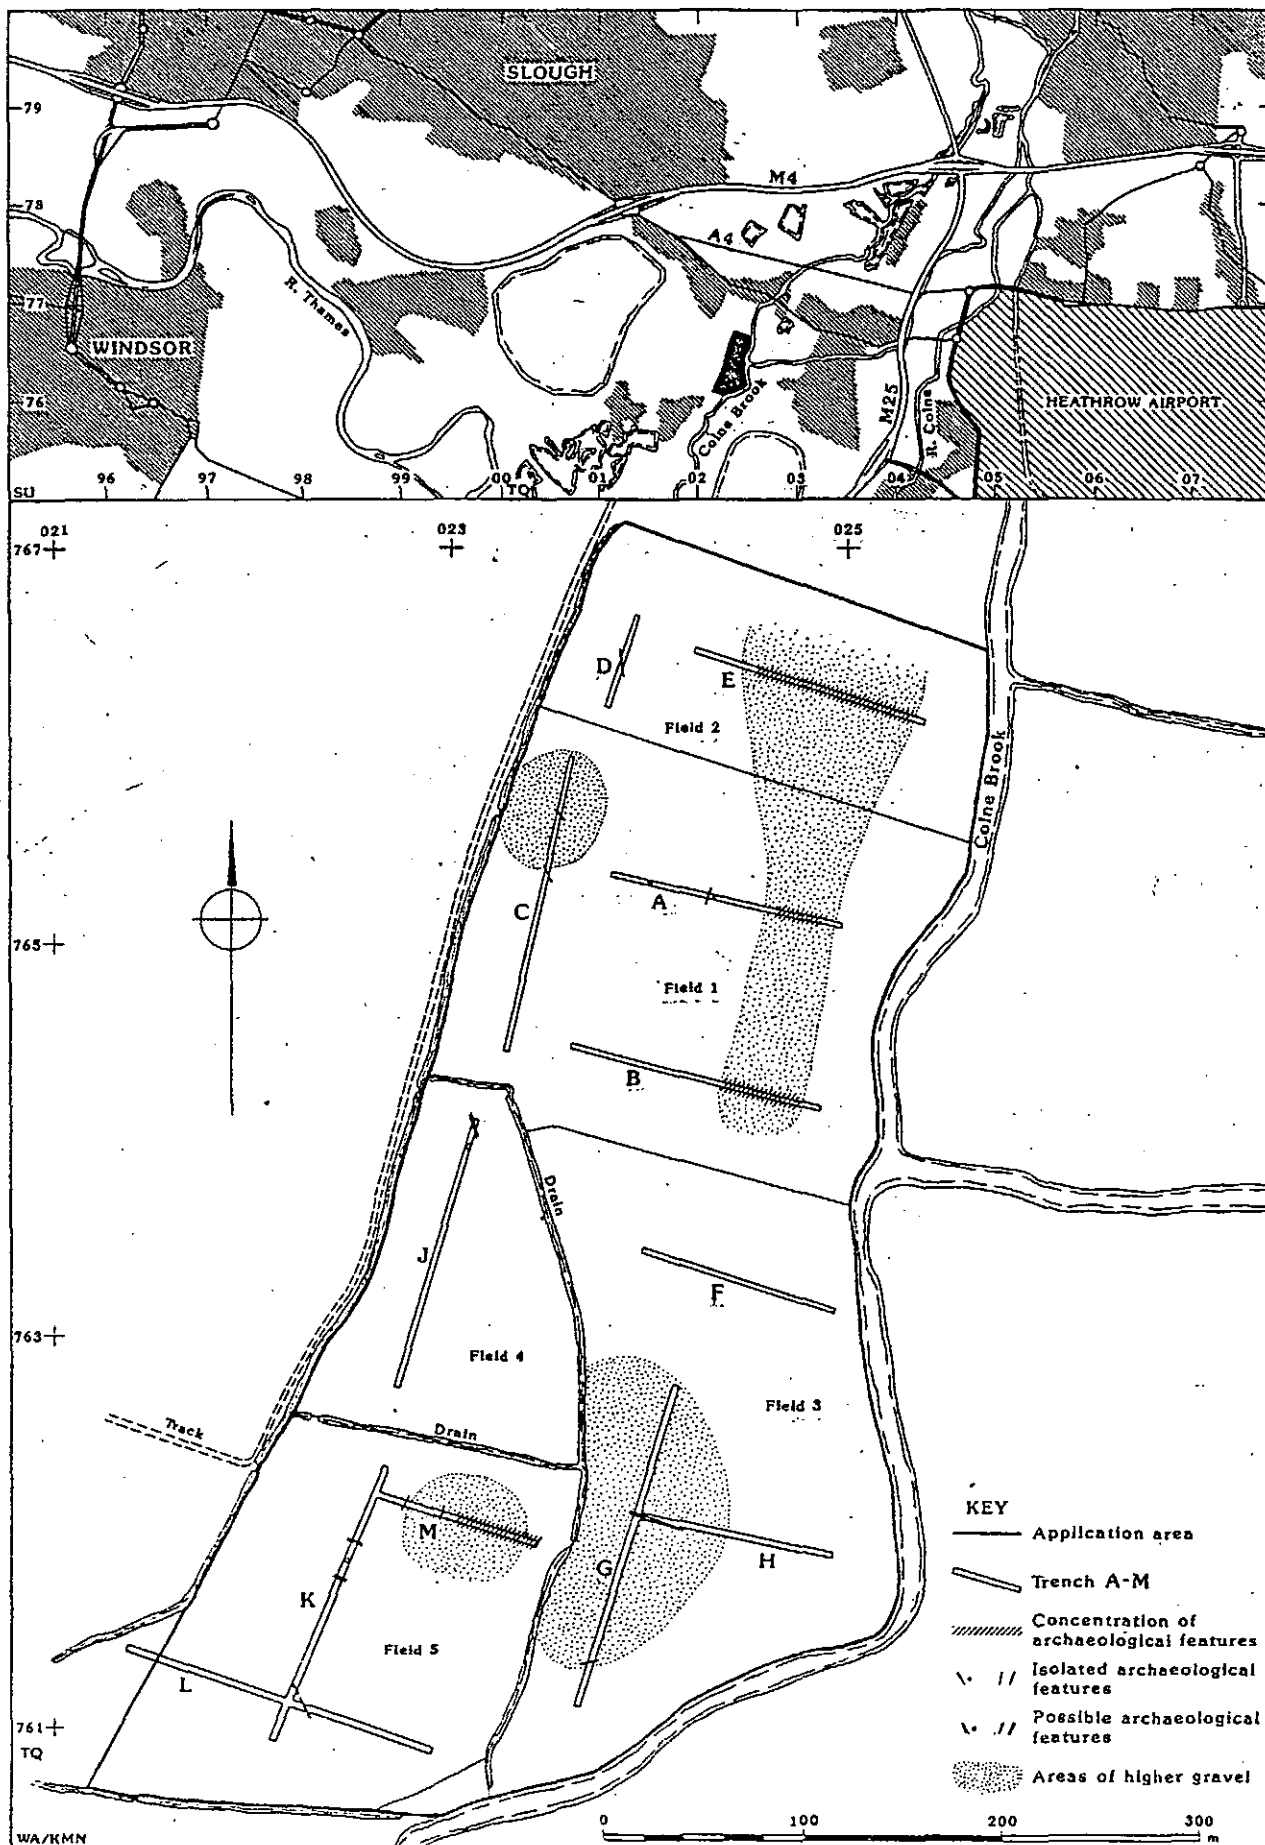 SLOUGH
79
M4
78
A4
R. Thames
77
WINDSOR
76
Colne Brook
M25
R. Colne
HEATHROW AIRPORT
SU
96
97
98
99
00
TQ
01
02
03
04
05
06
07
021
023
025
767
D
E
Field 2
Colne Brook
C
A
765
Field 1
B
Drain
J
F
763
Field 4
Field 3
Track
Drain
M
H
G
K
Field 5
L
761
TQ
KEY
Application area
Trench A-M
Concentration of
archaeological features
Isolated archaeological
features
Possible archaeological
features
Areas of higher gravel
WA/KMN
0
100
200
300
m